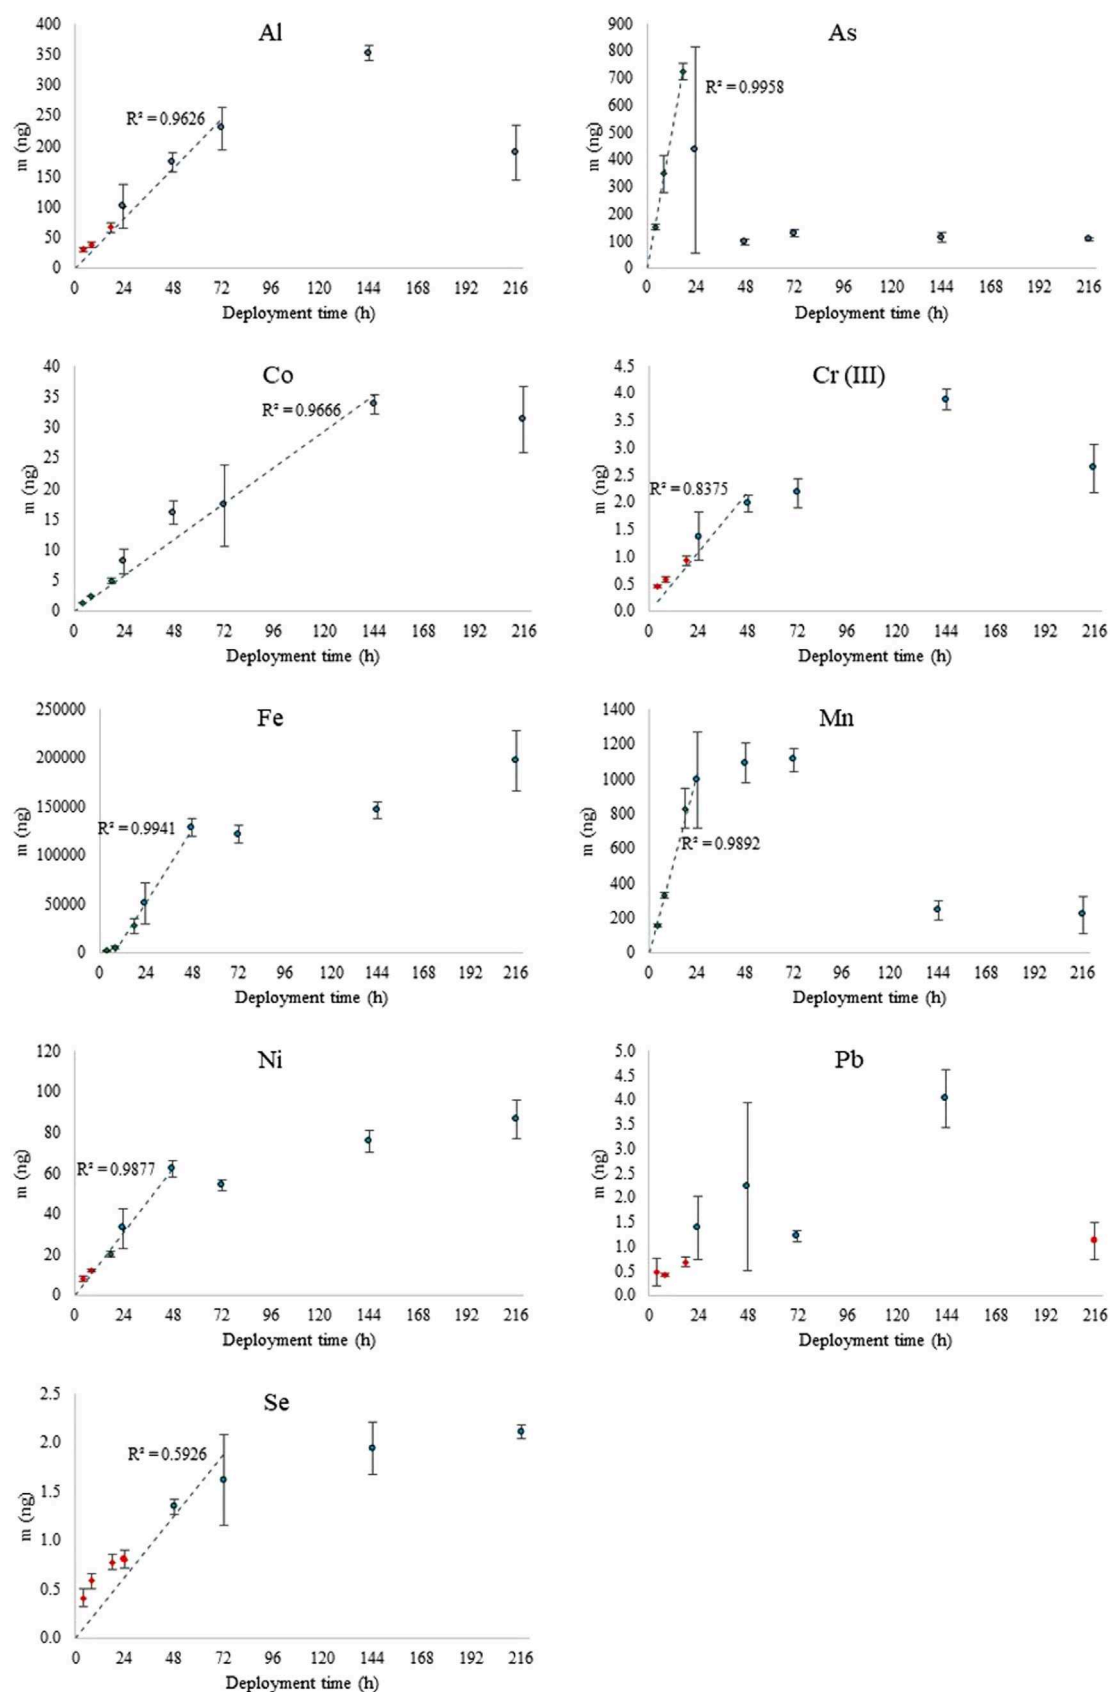 Al
400
350
300
250
200
150
100
50
0
m (ng)
R² = 0.9626
0 24 48 72 96 120 144 168 192 216
Deployment time (h)
As
900
800
700
600
500
400
300
200
100
0
m (ng)
R² = 0.9958
0 24 48 72 96 120 144 168 192 216
Deployment time (h)
Co
40
35
30
25
20
15
10
5
0
m (ng)
R² = 0.9666
0 24 48 72 96 120 144 168 192 216
Deployment time (h)
Cr (III)
4.5
4.0
3.5
3.0
2.5
2.0
1.5
1.0
0.5
0.0
m (ng)
R² = 0.8375
0 24 48 72 96 120 144 168 192 216
Deployment time (h)
Fe
250000
200000
150000
100000
50000
0
m (ng)
R² = 0.9941
0 24 48 72 96 120 144 168 192 216
Deployment time (h)
Mn
1400
1200
1000
800
600
400
200
0
m (ng)
R² = 0.9892
0 24 48 72 96 120 144 168 192 216
Deployment time (h)
Ni
120
100
80
60
40
20
0
m (ng)
R² = 0.9877
0 24 48 72 96 120 144 168 192 216
Deployment time (h)
Pb
5.0
4.5
4.0
3.5
3.0
2.5
2.0
1.5
1.0
0.5
0.0
m (ng)
0 24 48 72 96 120 144 168 192 216
Deployment time (h)
Se
2.5
2.0
1.5
1.0
0.5
0.0
m (ng)
R² = 0.5926
0 24 48 72 96 120 144 168 192 216
Deployment time (h)